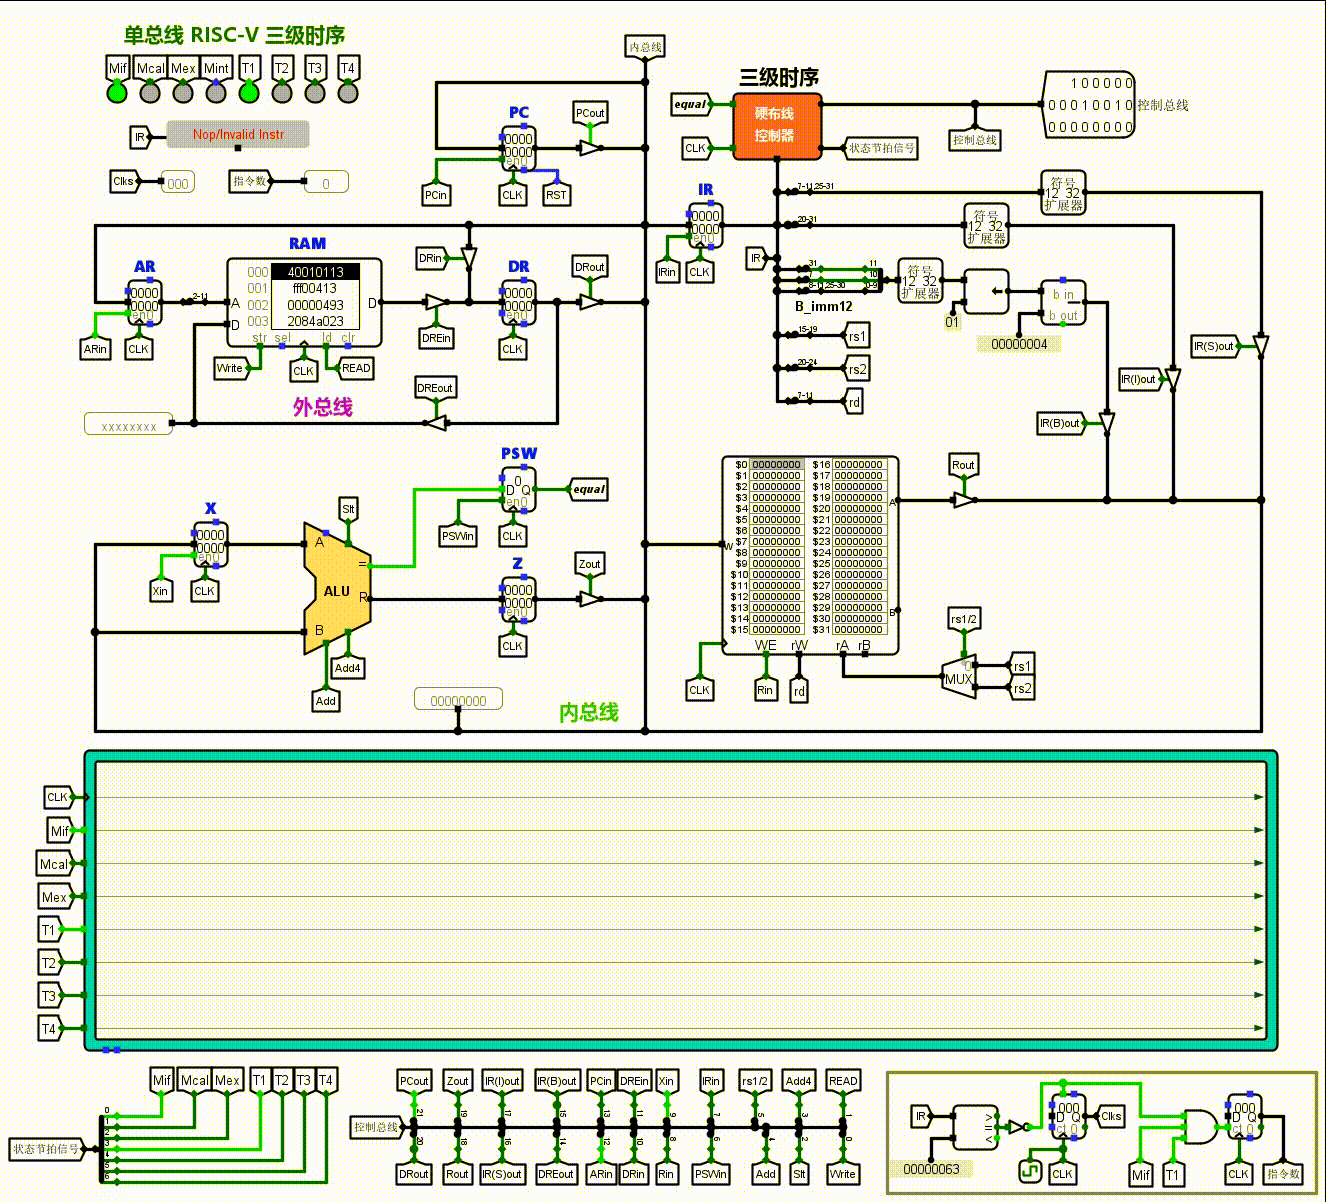 单总线 RISC-V 三级时序
Mif Mcal Mex Mint T1 T2 T3 T4
IR Nop/Invalid Instr
Clks 000 指令数 0
内总线
PC
PCout
0000
0000
en0
PCin CLK RST
三级时序
equal
硬布线
控制器
CLK
状态节拍信号
控制总线
100000
00010010
00000000
控制总线
IR
0000
0000
en0
IRin CLK
7-11,25-31
符号
12 32
扩展器
20-31
符号
12 32
扩展器
IR
31 11
7 10
8-11,25-30 0-9
B_imm12
符号
12 32
扩展器
01
b in
b out
00000004
15-19 rs1
20-24 rs2
7-11 rd
IR(S)out
IR(I)out
IR(B)out
AR
0000
0000
en0
ARin CLK
2-11
RAM
000 40010113
001 fff00413
002 00000493
003 2084a023
A
D
D
str sel ld clr
Write CLK READ
外总线
xxxxxxxx
DRin
DREin
DR
0000
0000
en0
CLK
DRout
DREout
X
0000
0000
en0
Xin CLK
Slt
A
B
=
R
ALU
Add4
Add
PSW
0
D Q
en0
PSWin CLK
equal
Z
0000
0000
en0
CLK
Zout
00000000
内总线
$0 00000000 $16 00000000
$1 00000000 $17 00000000
$2 00000000 $18 00000000
$3 00000000 $19 00000000
$4 00000000 $20 00000000
$5 00000000 $21 00000000
$6 00000000 $22 00000000
$7 00000000 $23 00000000
$8 00000000 $24 00000000
$9 00000000 $25 00000000
$10 00000000 $26 00000000
$11 00000000 $27 00000000
$12 00000000 $28 00000000
$13 00000000 $29 00000000
$14 00000000 $30 00000000
$15 00000000 $31 00000000
W
A
B
WE rW rA rB
CLK Rin rd
Rout
rs1/2
0
MUX
rs1
rs2
CLK
Mif
Mcal
Mex
T1
T2
T3
T4
Mif Mcal Mex T1 T2 T3 T4
状态节拍信号
0
1
2
3
4
5
6
PCout Zout IR(I)out IR(B)out PCin DREin Xin IRin rs1/2 Add4 READ
21 19 17 15 13 11 9 7 5 3 1
控制总线
20 18 16 14 12 10 8 6 4 2 0
DRout Rout IR(S)out DREout ARin DRin Rin PSWin Add Slt Write
IR
00000063
>
=
<
000
D Q
ct 0
Clks
CLK
Mif T1
000
D Q
ct 0
CLK
指令数